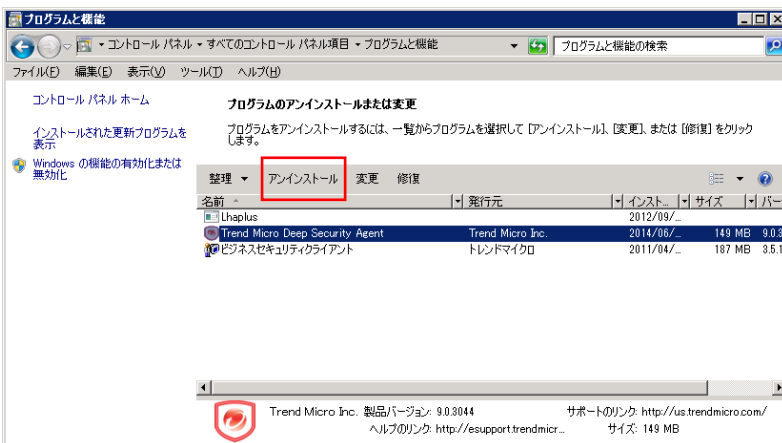 プログラムと機能
コントロール パネル ▾ すべてのコントロール パネル項目 ▾ プログラムと機能
プログラムと機能の検索
ファイル(F) 編集(E) 表示(V) ツール(T) ヘルプ(H)
コントロール パネル ホーム
インストールされた更新プログラムを
表示
Windows の機能の有効化または
無効化
プログラムのアンインストールまたは変更
プログラムをアンインストールするには、一覧からプログラムを選択して [アンインストール]、[変更]、または [修復] をクリック
します。
整理 アンインストール 変更 修復
名前 発行元 インスト... サイズ バー
Lhaplus 2012/09/...
Trend Micro Deep Security Agent Trend Micro Inc. 2014/06/... 149 MB 9.0.3
ビジネスセキュリティクライアント トレンドマイクロ 2011/04/... 187 MB 3.5.1
Trend Micro Inc. 製品バージョン: 9.0.3044 サポートのリンク: http://us.trendmicro.com/
ヘルプのリンク: http://esupport.trendmicr... サイズ: 149 MB